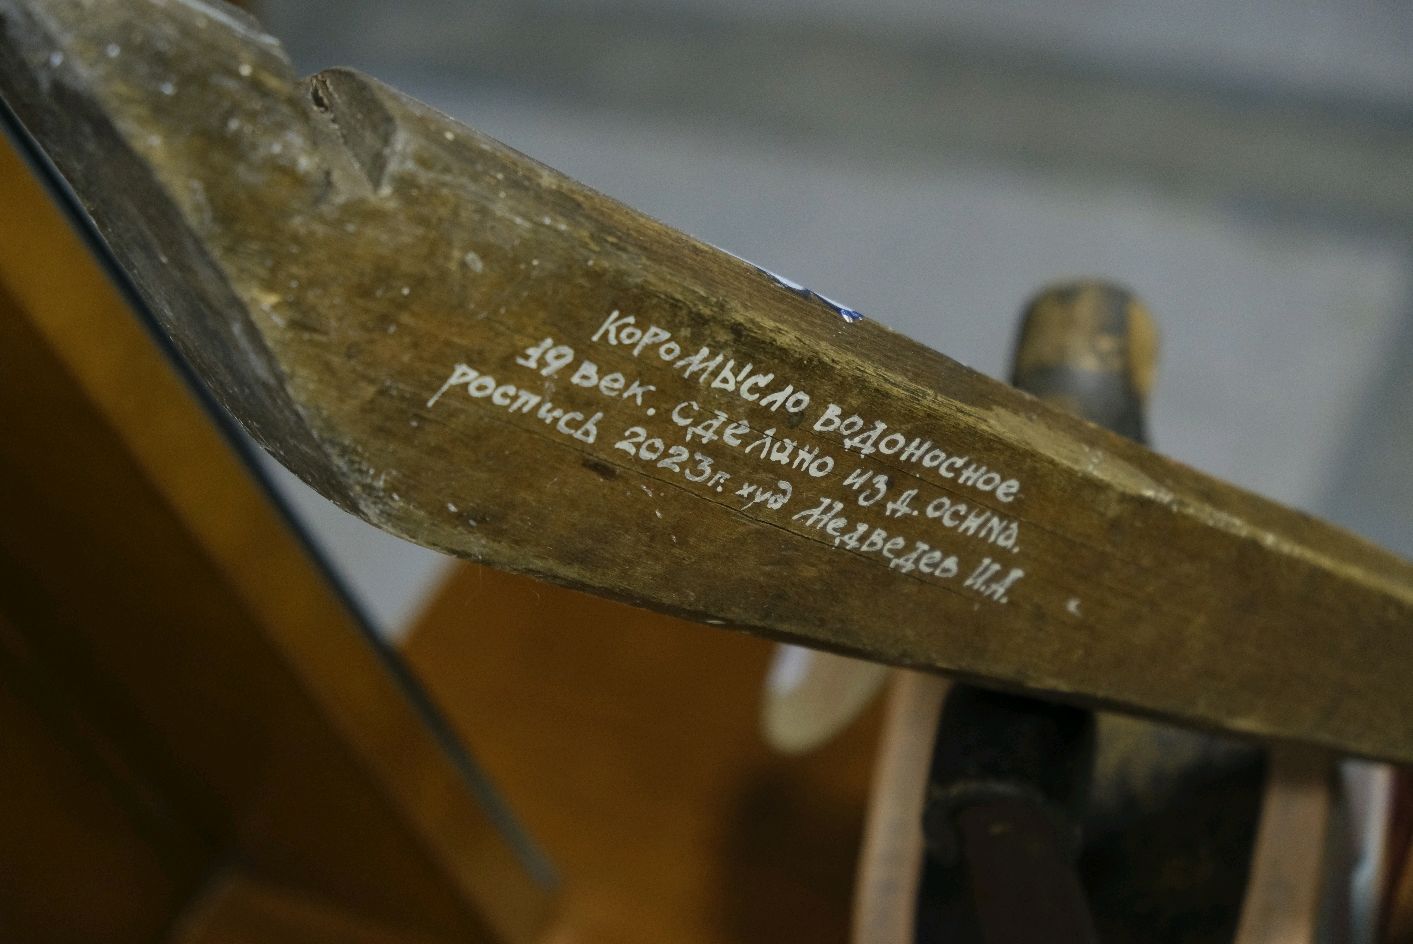 Коромысло водоносное
19 век. сделано из д. осина.
роспись 2023г. худ Медведев И.А.